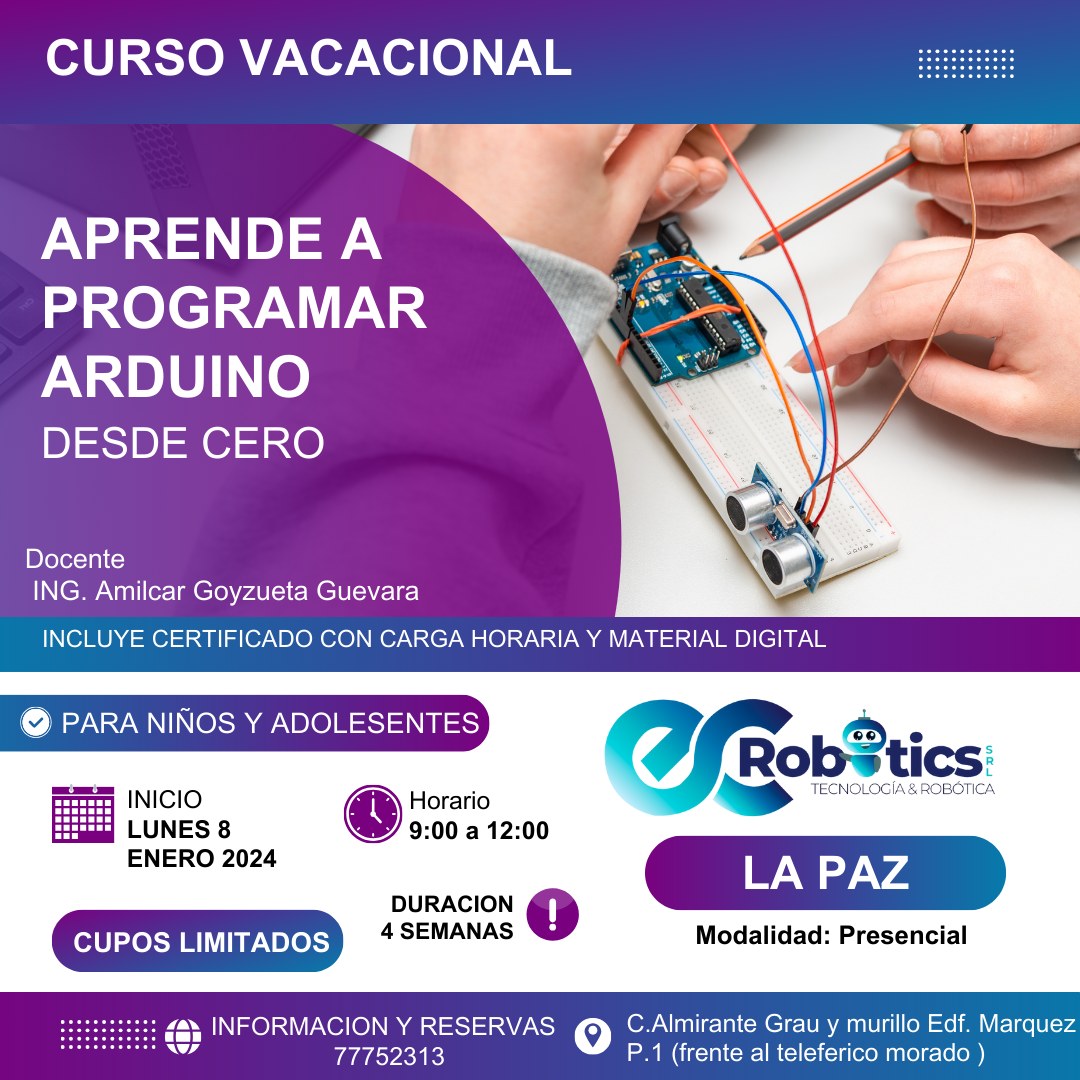 CURSO VACACIONAL
APRENDE A
PROGRAMAR
ARDUINO
DESDE CERO
Docente
ING. Amilcar Goyzueta Guevara
INCLUYE CERTIFICADO CON CARGA HORARIA Y MATERIAL DIGITAL
PARA NIÑOS Y ADOLESENTES
INICIO
LUNES 8
ENERO 2024
Horario
9:00 a 12:00
DURACION
4 SEMANAS
CUPOS LIMITADOS
ec Robotics SRL
TECNOLOGÍA & ROBÓTICA
LA PAZ
Modalidad: Presencial
INFORMACION Y RESERVAS
77752313
C.Almirante Grau y murillo Edf. Marquez
P.1 (frente al teleferico morado )